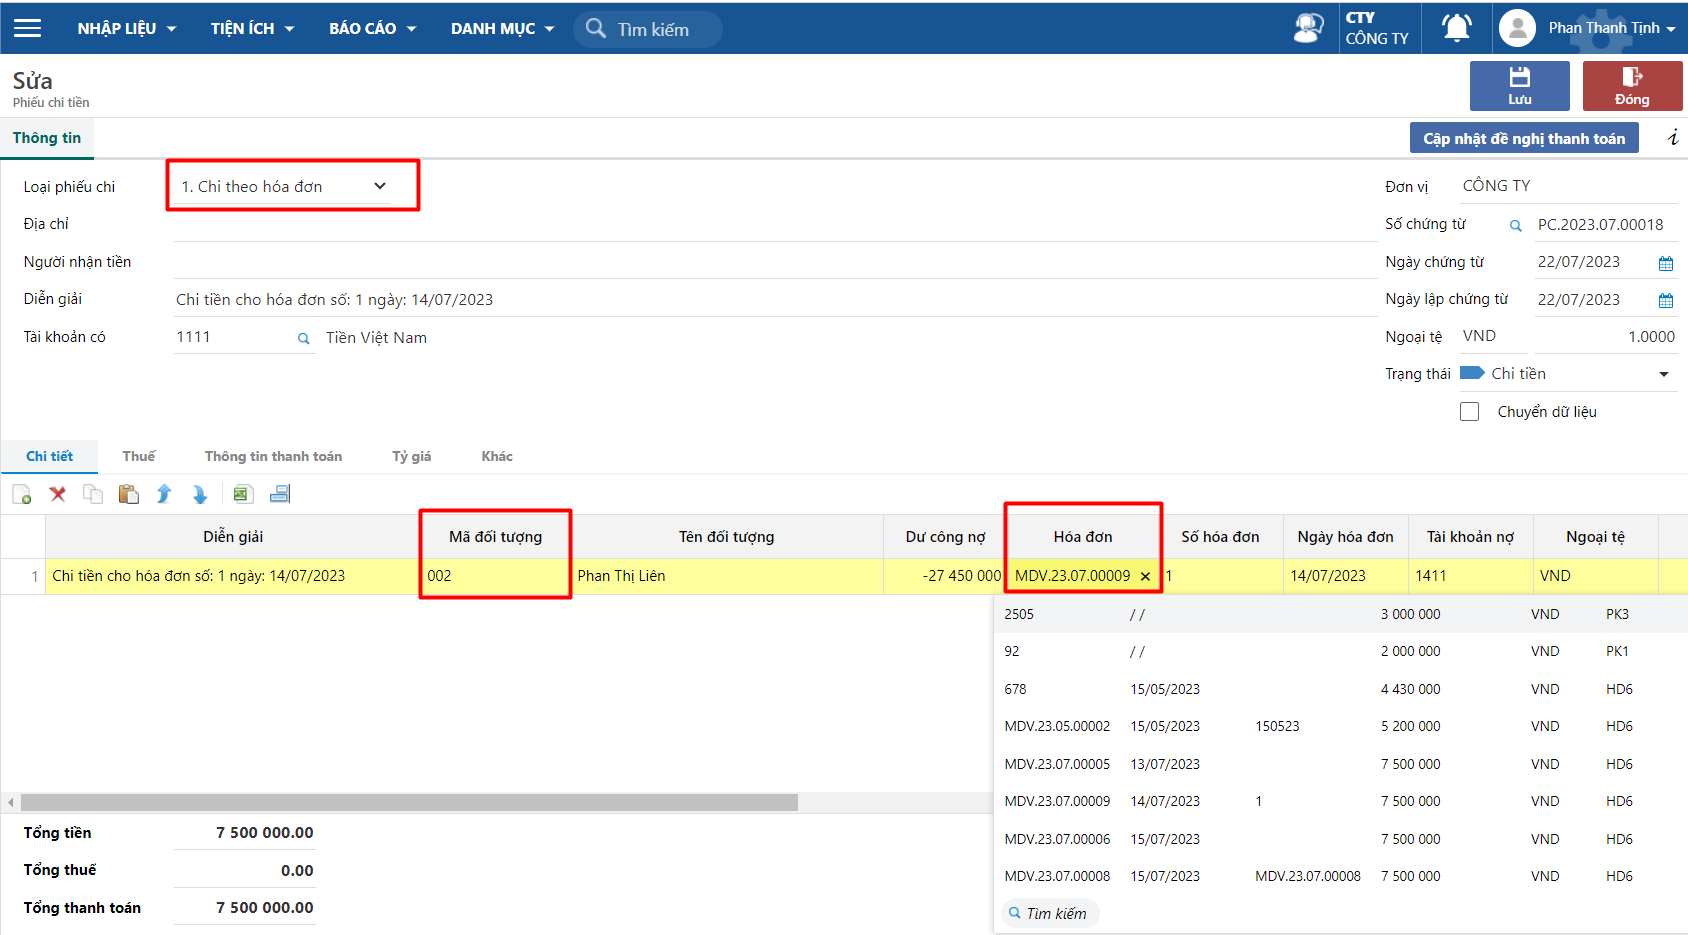 NHẬP LIỆU TIỆN ÍCH BÁO CÁO DANH MỤC Tìm kiếm CTY
CÔNG TY Phan Thanh Tịnh
Sửa
Phiếu chi tiền
Lưu Đóng
Thông tin Cập nhật đề nghị thanh toán i
Loại phiếu chi 1. Chi theo hóa đơn Đơn vị CÔNG TY
Địa chỉ Số chứng từ PC.2023.07.00018
Người nhận tiền Ngày chứng từ 22/07/2023
Diễn giải Chi tiền cho hóa đơn số: 1 ngày: 14/07/2023 Ngày lập chứng từ 22/07/2023
Tài khoản có 1111 Tiền Việt Nam Ngoại tệ VND 1.0000
Trạng thái Chi tiền
Chuyển dữ liệu
Chi tiết Thuế Thông tin thanh toán Tỷ giá Khác
Diễn giải Mã đối tượng Tên đối tượng Dư công nợ Hóa đơn Số hóa đơn Ngày hóa đơn Tài khoản nợ Ngoại tệ
1 Chi tiền cho hóa đơn số: 1 ngày: 14/07/2023 002 Phan Thị Liên -27 450 000 MDV.23.07.00009 1 14/07/2023 1411 VND
2505 / / 3 000 000 VND PK3
92 / / 2 000 000 VND PK1
678 15/05/2023 4 430 000 VND HD6
MDV.23.05.00002 15/05/2023 150523 5 200 000 VND HD6
MDV.23.07.00005 13/07/2023 7 500 000 VND HD6
MDV.23.07.00009 14/07/2023 1 7 500 000 VND HD6
MDV.23.07.00006 15/07/2023 7 500 000 VND HD6
MDV.23.07.00008 15/07/2023 MDV.23.07.00008 7 500 000 VND HD6
Tìm kiếm
Tổng tiền 7 500 000.00
Tổng thuế 0.00
Tổng thanh toán 7 500 000.00